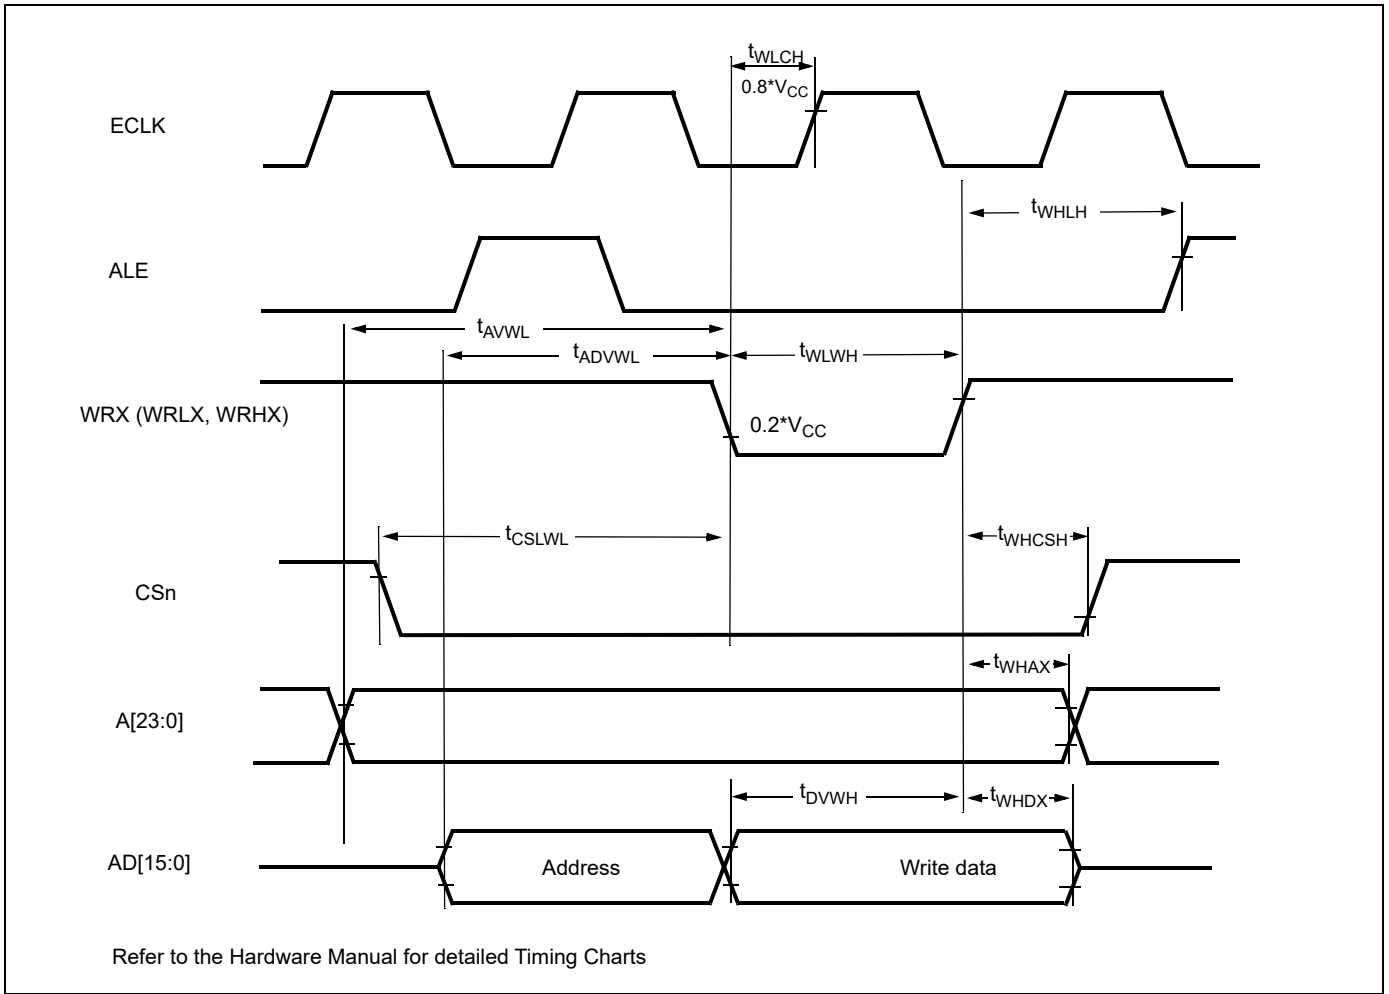 tWLCH
0.8*VCC
ECLK
tWHLH
ALE
tAVWL
tADVWL
tWLWH
WRX (WRLX, WRHX)
0.2*VCC
tCSLWL
tWHCSH
CSn
tWHAX
A[23:0]
tDVWH
tWHDX
AD[15:0]
Address
Write data
Refer to the Hardware Manual for detailed Timing Charts